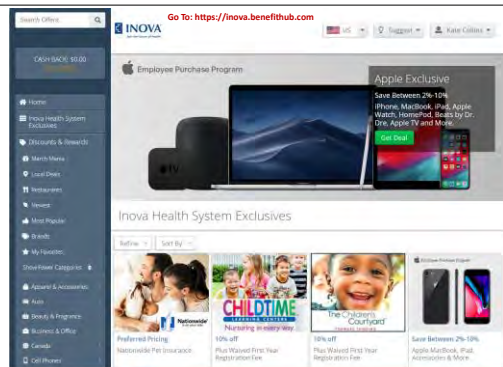 Search Offers
Go To: https://inova.benefithub.com
INOVA
US
Support
Kate Collins
CASH BACK: $0.00
Employee Purchase Program
Apple Exclusive
Save Between 2%-10%
iPhone, MacBook, iPad, Apple
Watch, HomePod, Beats by Dr.
Dre, Apple TV and More.
Get Deal
tv
Home
Inova Health System
Exclusives
Discounts & Rewards
March Mania
Local Deals
Restaurants
Newest
Most Popular
Brands
My Favorites
Show Fewer Categories
Apparel & Accessories
Auto
Beauty & Fragrance
Business & Office
Canada
Cell Phones
Inova Health System Exclusives
Refine
Sort By
Nationwide
CHILDTIME
LEARNING CENTERS
Nurturing in every way
The Children's
Courtyard
Employee Purchase Program
Preferred Pricing
Nationwide Pet Insurance
10% off
Plus Waived First Year
Registration Fee
10% off
Plus Waived First Year
Registration Fee
Save Between 2%-10%
Apple MacBook, iPad,
Accessories & More